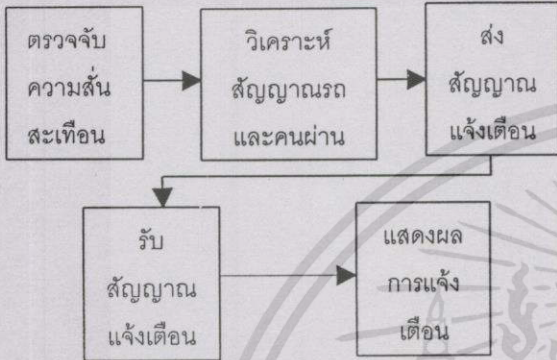 ตรวจจับ
ความสั่น
สะเทือน
วิเคราะห์
สัญญาณรถ
และคนผ่าน
ส่ง
สัญญาณ
แจ้งเตือน
รับ
สัญญาณ
แจ้งเตือน
แสดงผล
การแจ้ง
เตือน